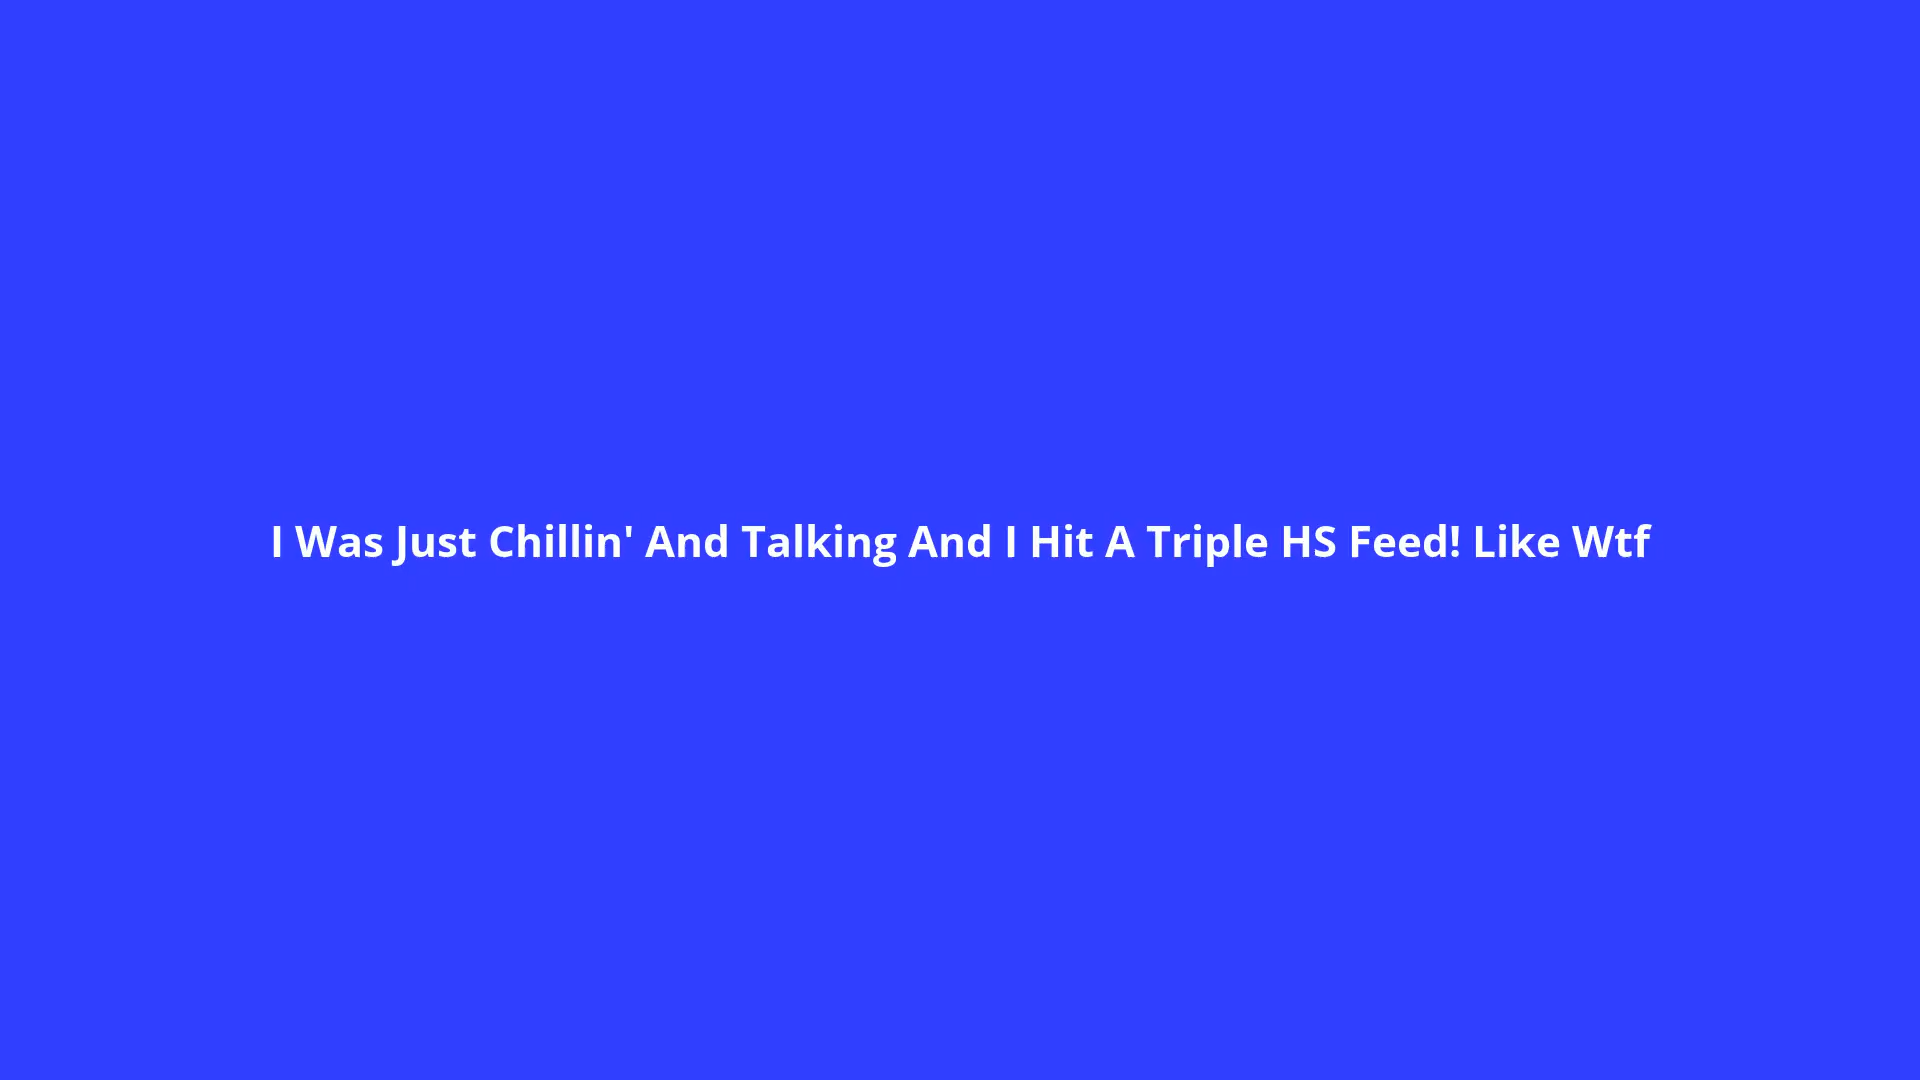 I Was Just Chillin' And Talking And I Hit A Triple HS Feed! Like Wtf